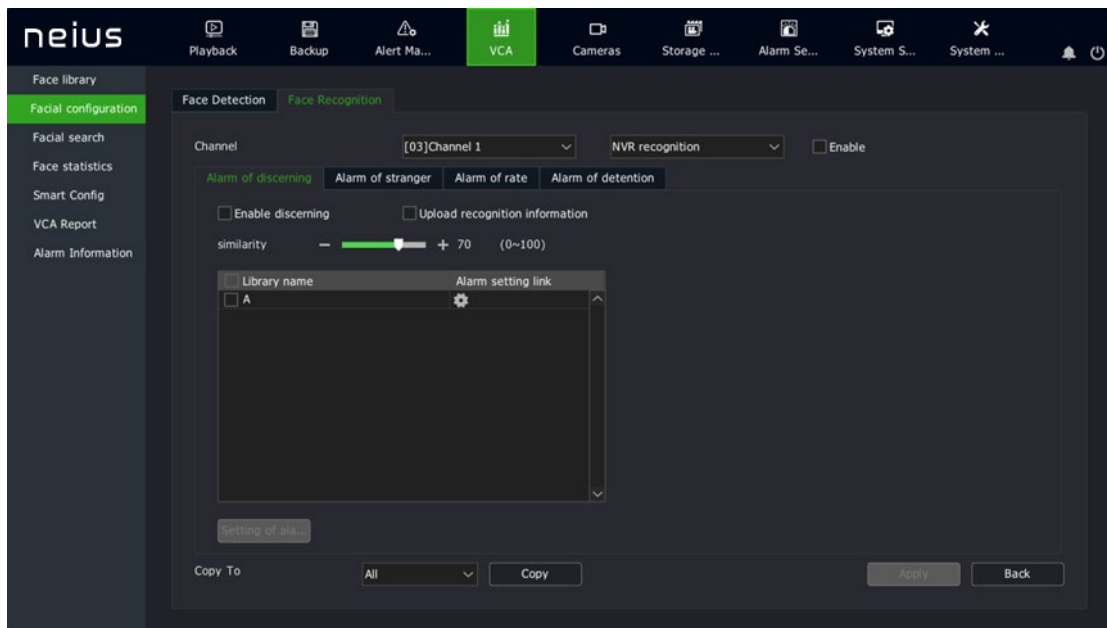 neius
Playback Backup Alert Ma... VCA Cameras Storage ... Alarm Se... System S... System ...
Face library
Facial configuration
Facial search
Face statistics
Smart Config
VCA Report
Alarm Information
Face Detection Face Recognition
Channel [03]Channel 1 NVR recognition Enable
Alarm of discerning Alarm of stranger Alarm of rate Alarm of detention
Enable discerning Upload recognition information
similarity − + 70 (0~100)
Library name Alarm setting link
A
Setting of ala...
Copy To All Copy Apply Back